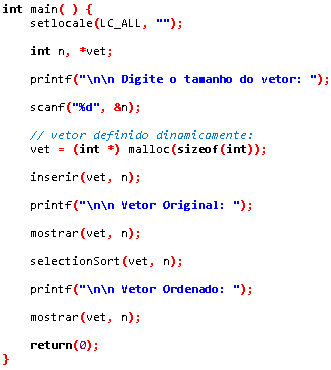 int main( ) {
setlocale(LC_ALL, "");
int n, *vet;
printf("\n\n Digite o tamanho do vetor: ");
scanf("%d", &n);
// vetor definido dinamicamente:
vet = (int *) malloc(sizeof(int));
inserir(vet, n);
printf("\n\n Vetor Original: ");
mostrar(vet, n);
selectionSort(vet, n);
printf("\n\n Vetor Ordenado: ");
mostrar(vet, n);
return(0);
}